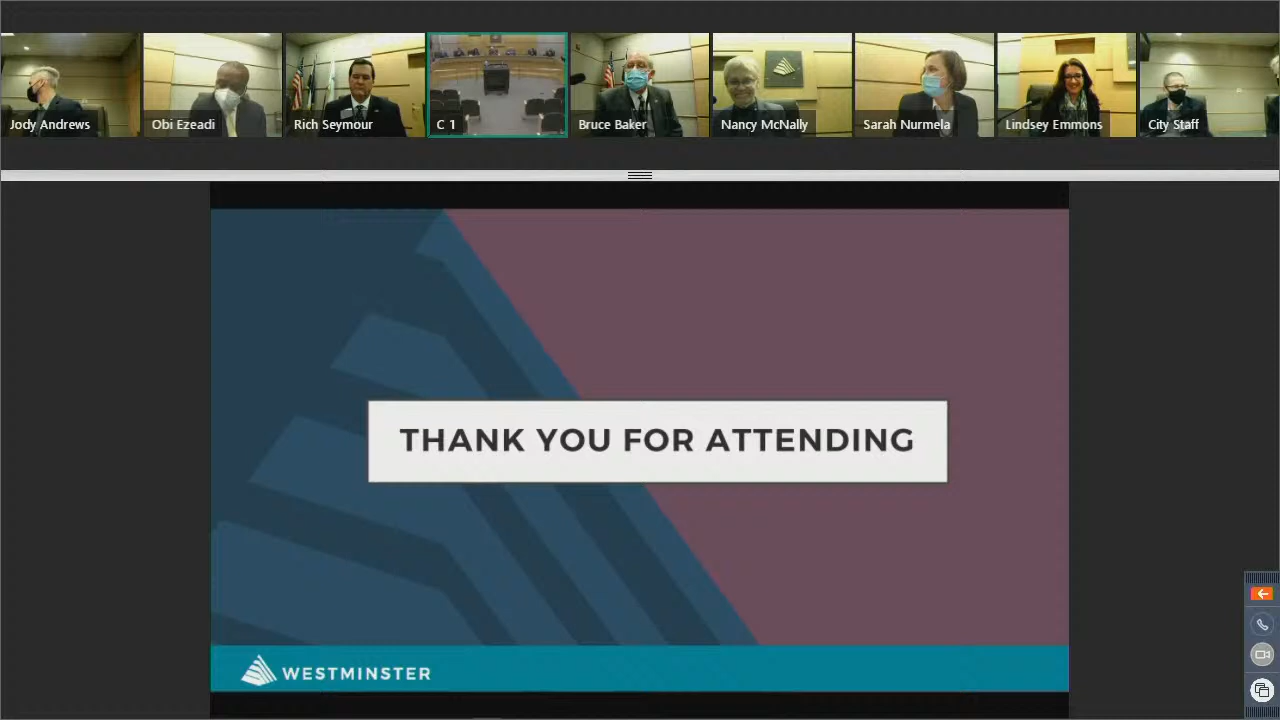 Jody Andrews
Obi Ezeadi
Rich Seymour
C 1
Bruce Baker
Nancy McNally
Sarah Nurmela
Lindsey Emmons
City Staff
THANK YOU FOR ATTENDING
WESTMINSTER